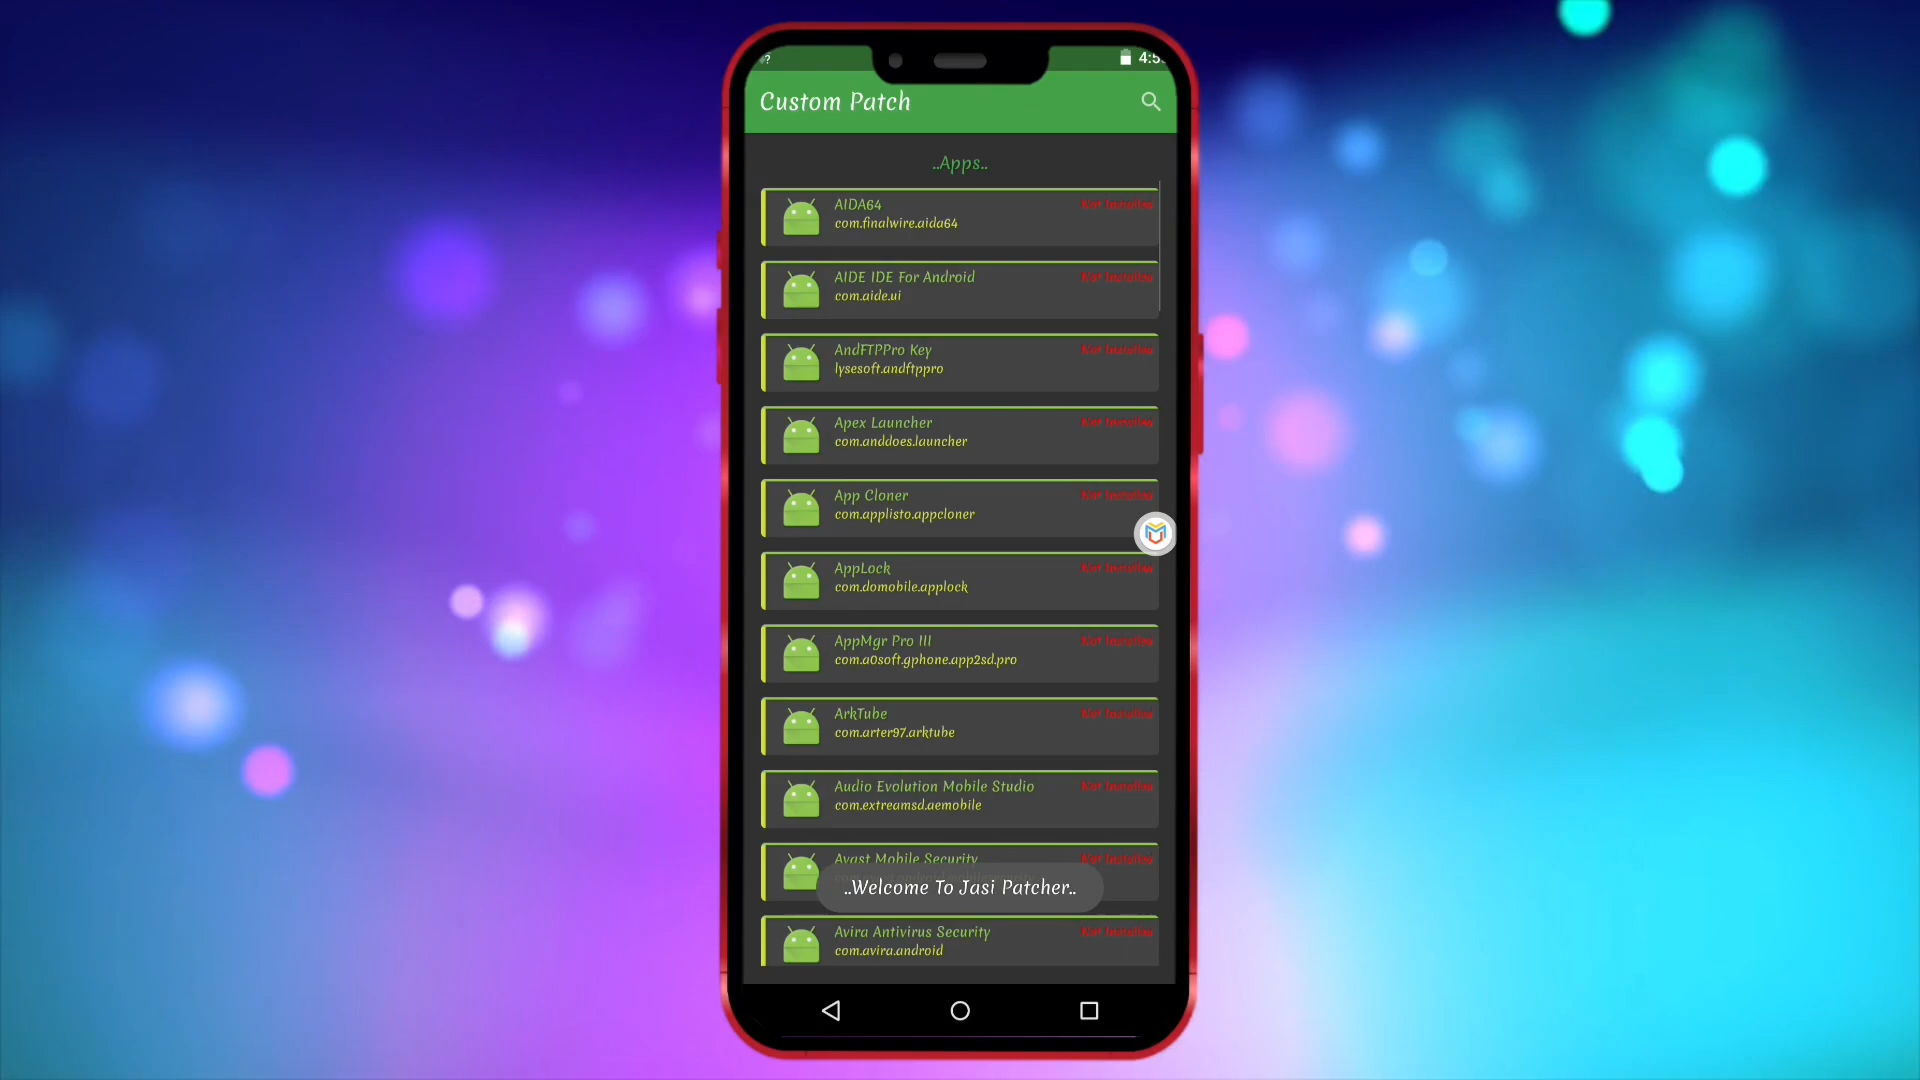 ?
4:5
Custom Patch
..Apps..
AIDA64
Not Installed
com.finalwire.aida64
AIDE IDE For Android
Not Installed
com.aide.ui
AndFTPPro Key
Not Installed
lysesoft.andftppro
Apex Launcher
Not Installed
com.anddoes.launcher
App Cloner
Not Installed
com.applisto.appcloner
AppLock
Not Installed
com.domobile.applock
AppMgr Pro III
Not Installed
com.a0soft.gphone.app2sd.pro
ArkTube
Not Installed
com.arter97.arktube
Audio Evolution Mobile Studio
Not Installed
com.extreamsd.aemobile
Avast Mobile Security
Not Installed
..Welcome To Jasi Patcher..
Avira Antivirus Security
Not Installed
com.avira.android